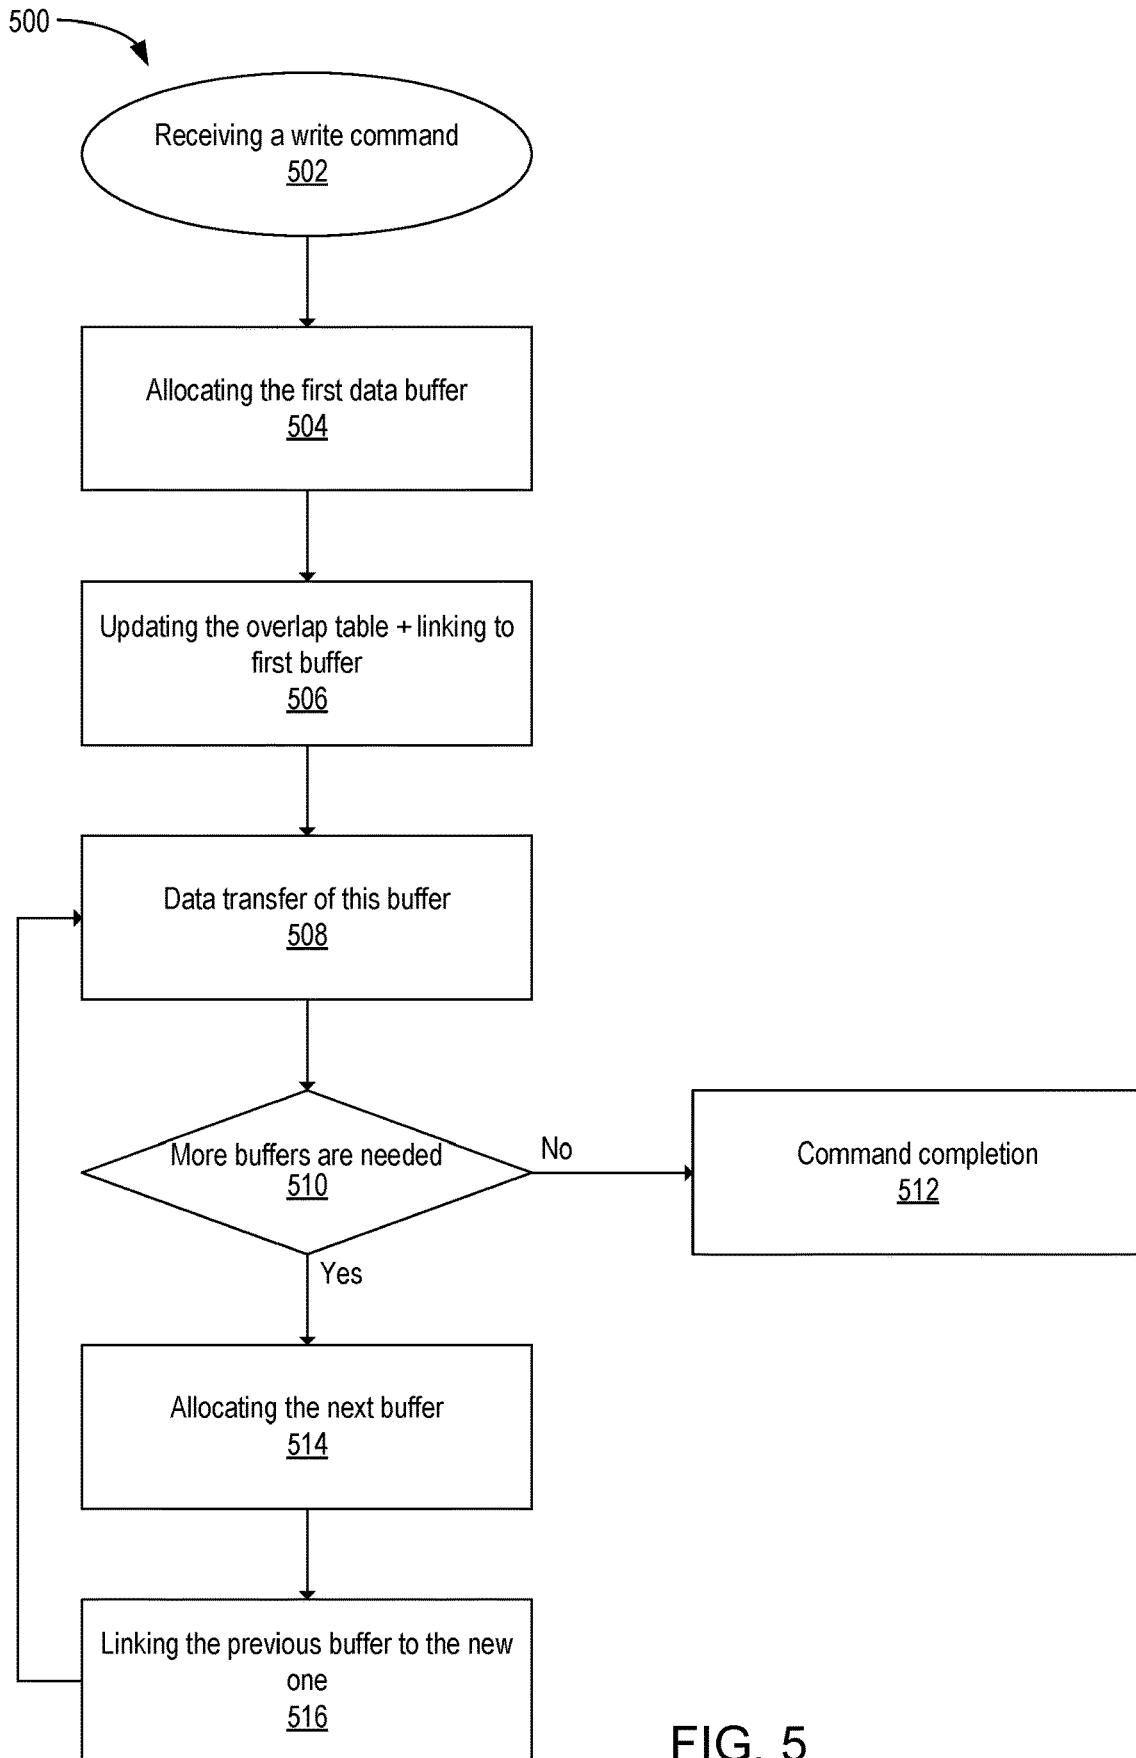 500
Receiving a write command
502
Allocating the first data buffer
504
Updating the overlap table + linking to
first buffer
506
Data transfer of this buffer
508
More buffers are needed
510
No
Command completion
512
Yes
Allocating the next buffer
514
Linking the previous buffer to the new
one
516
FIG. 5